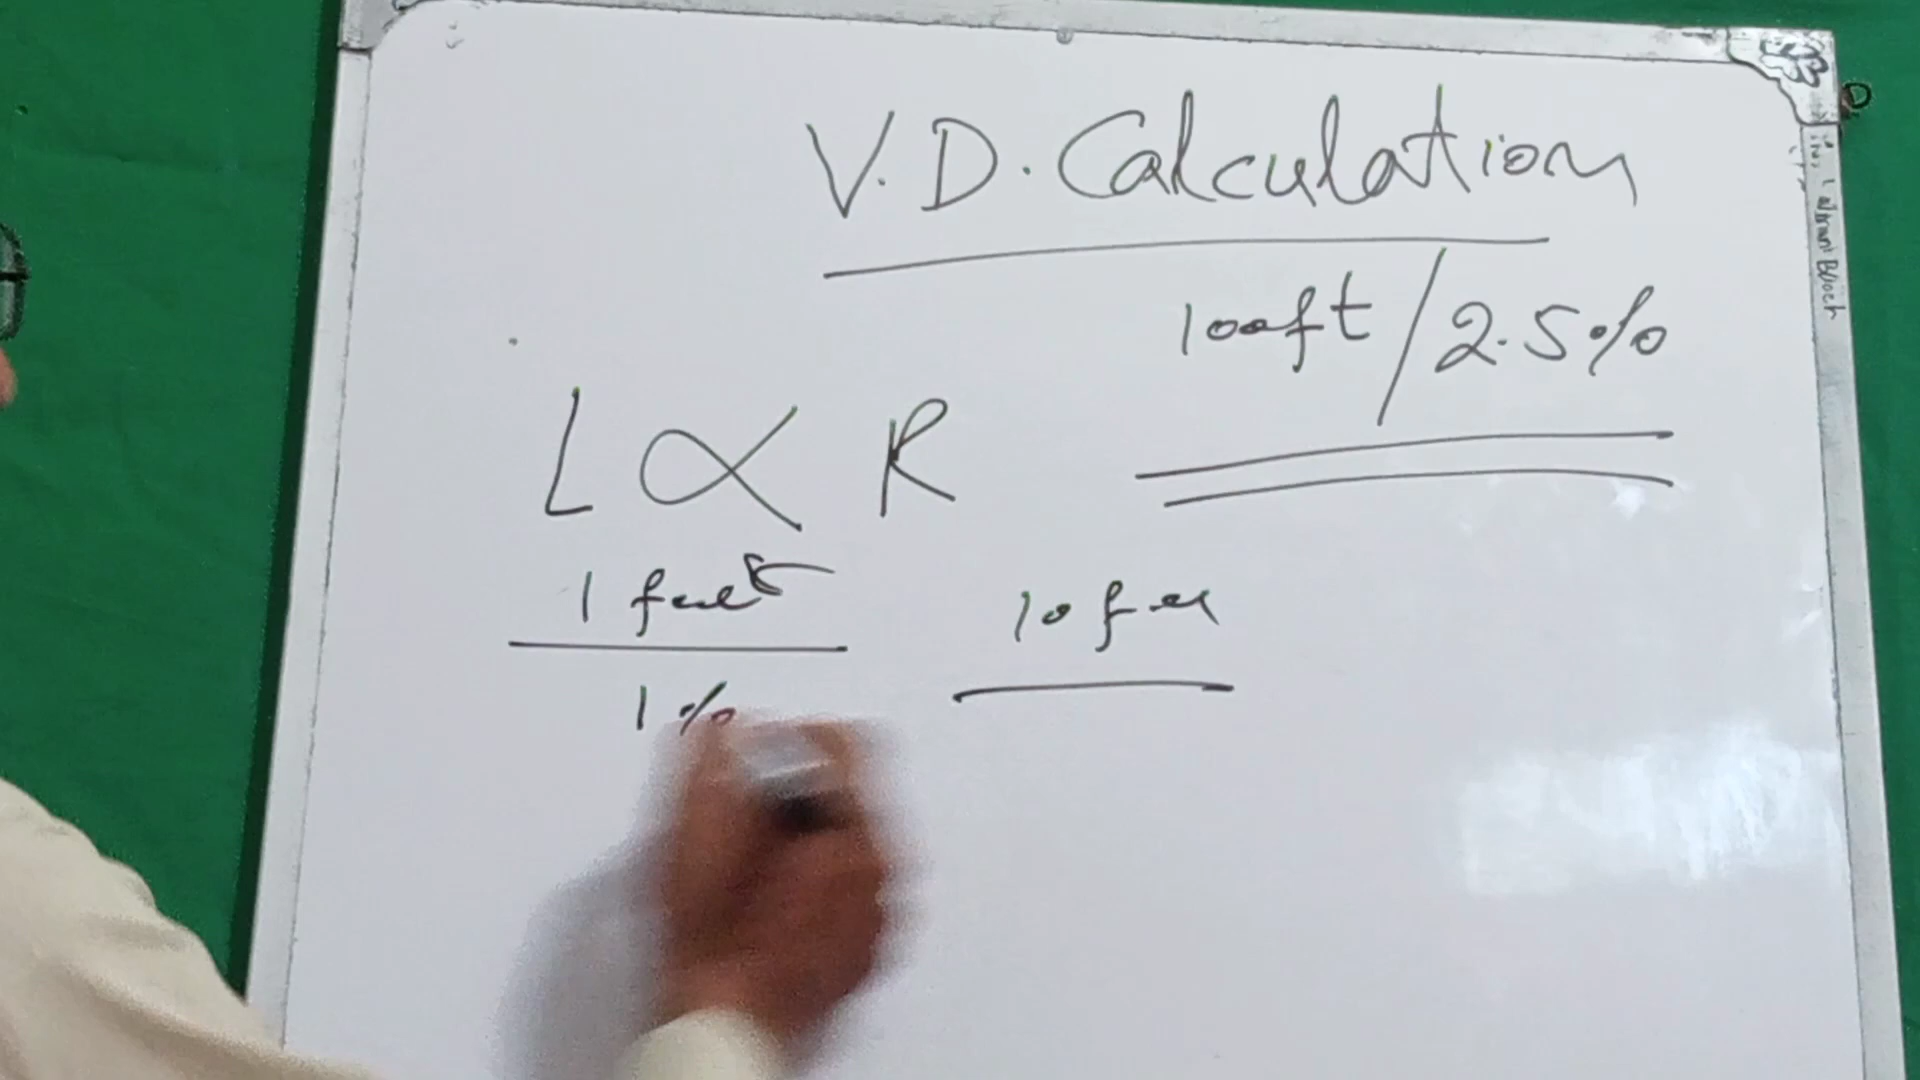 V.D. Calculation
100ft / 2.5%
L ∝ R
1 feet
10 feet
1%